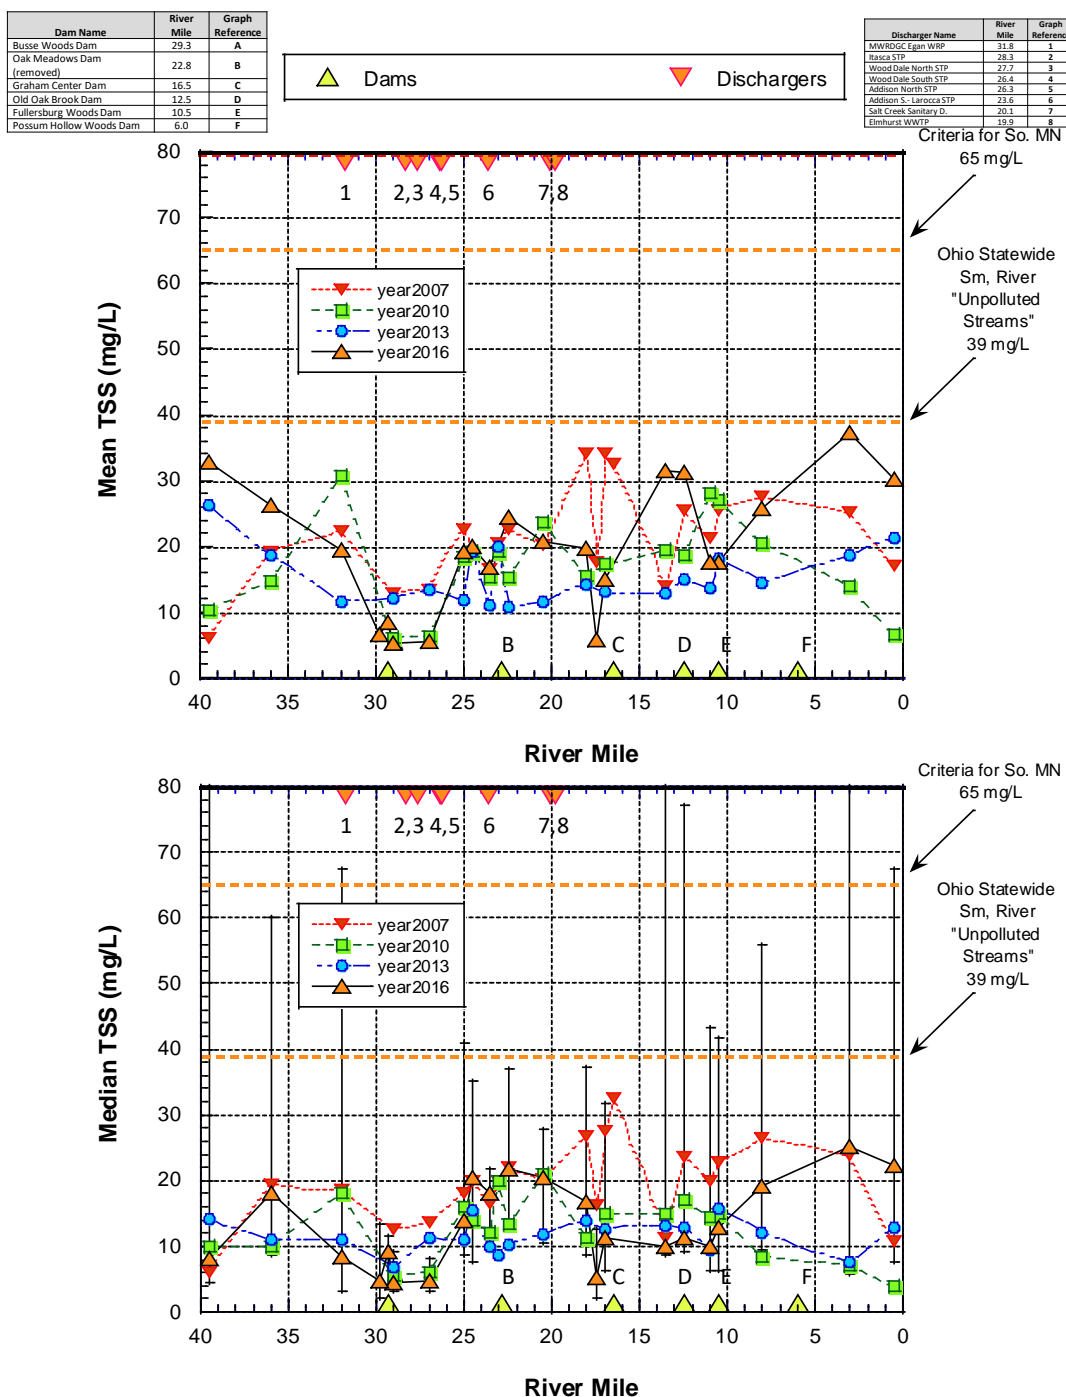 Dam Name River Mile Graph Reference
Busse Woods Dam 29.3 A
Oak Meadows Dam (removed) 22.8 B
Graham Center Dam 16.5 C
Old Oak Brook Dam 12.5 D
Fullersburg Woods Dam 10.5 E
Possum Hollow Woods Dam 6.0 F
Dams Dischargers
Discharger Name River Mile Graph Reference
MWRDGC Egan WRP 31.8 1
Itasca STP 28.3 2
Wood Dale North STP 27.7 3
Wood Dale South STP 26.4 4
Addison North STP 26.3 5
Addison S.- Larocca STP 23.6 6
Salt Creek Sanitary D. 20.1 7
Elmhurst WWTP 19.9 8
Criteria for So. MN
65 mg/L
Ohio Statewide
Sm, River
"Unpolluted
Streams"
39 mg/L
80
70
60
50
40
30
20
10
0
Mean TSS (mg/L)
1 2,3 4,5 6 7,8
year2007
year2010
year2013
year2016
B C D E F
40 35 30 25 20 15 10 5 0
River Mile
Criteria for So. MN
65 mg/L
Ohio Statewide
Sm, River
"Unpolluted
Streams"
39 mg/L
80
70
60
50
40
30
20
10
0
Median TSS (mg/L)
1 2,3 4,5 6 7,8
year2007
year2010
year2013
year2016
B C D E F
40 35 30 25 20 15 10 5 0
River Mile